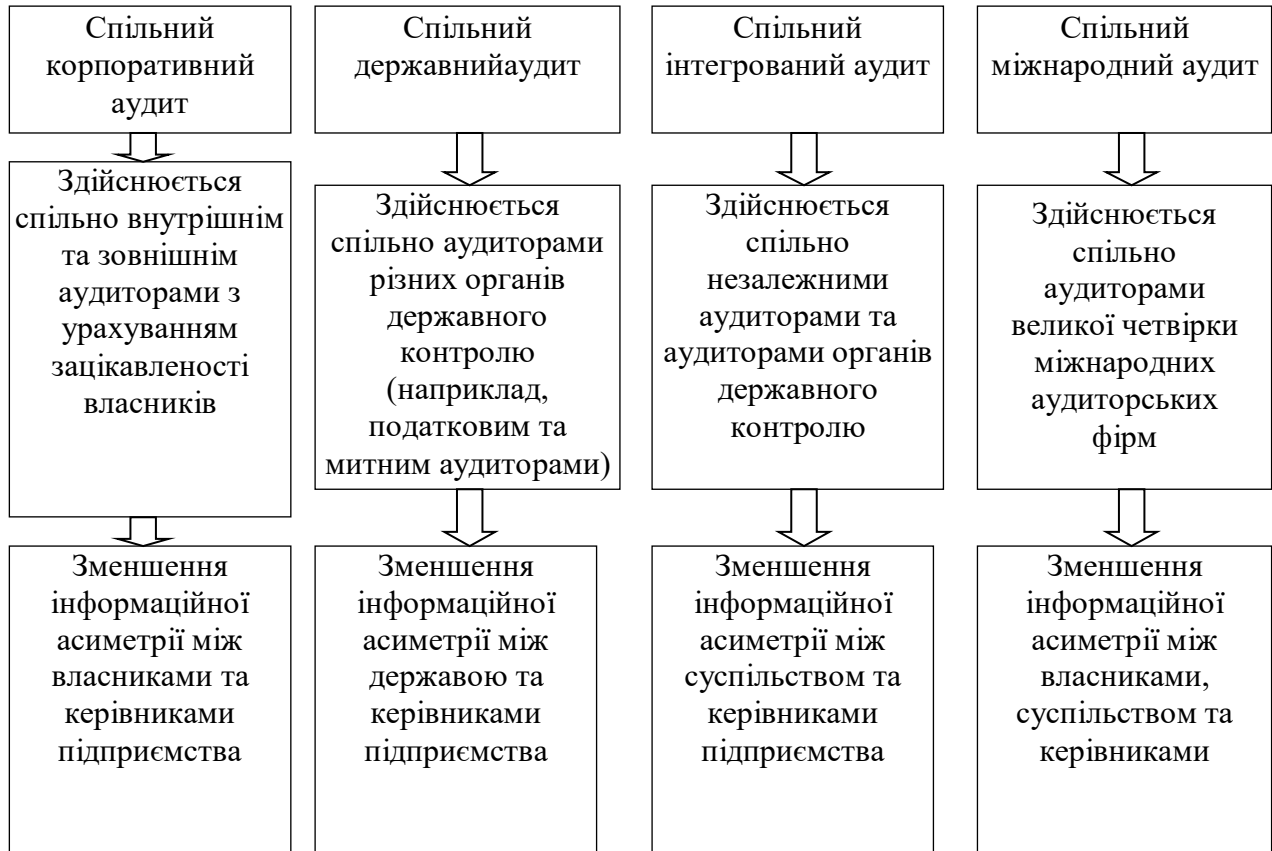 Спільний
корпоративний
аудит
Спільний
державнийаудит
Спільний
інтегрований аудит
Спільний
міжнародний аудит
Здійснюється
спільно внутрішнім
та зовнішнім
аудиторами з
урахуванням
зацікавленості
власників
Здійснюється
спільно аудиторами
різних органів
державного
контролю
(наприклад,
податковим та
митним аудиторами)
Здійснюється
спільно
незалежними
аудиторами та
аудиторами органів
державного
контролю
Здійснюється
спільно
аудиторами
великої четвірки
міжнародних
аудиторських
фірм
Зменшення
інформаційної
асиметрії між
власниками та
керівниками
підприємства
Зменшення
інформаційної
асиметрії між
державою та
керівниками
підприємства
Зменшення
інформаційної
асиметрії між
суспільством та
керівниками
підприємства
Зменшення
інформаційної
асиметрії між
власниками,
суспільством та
керівниками